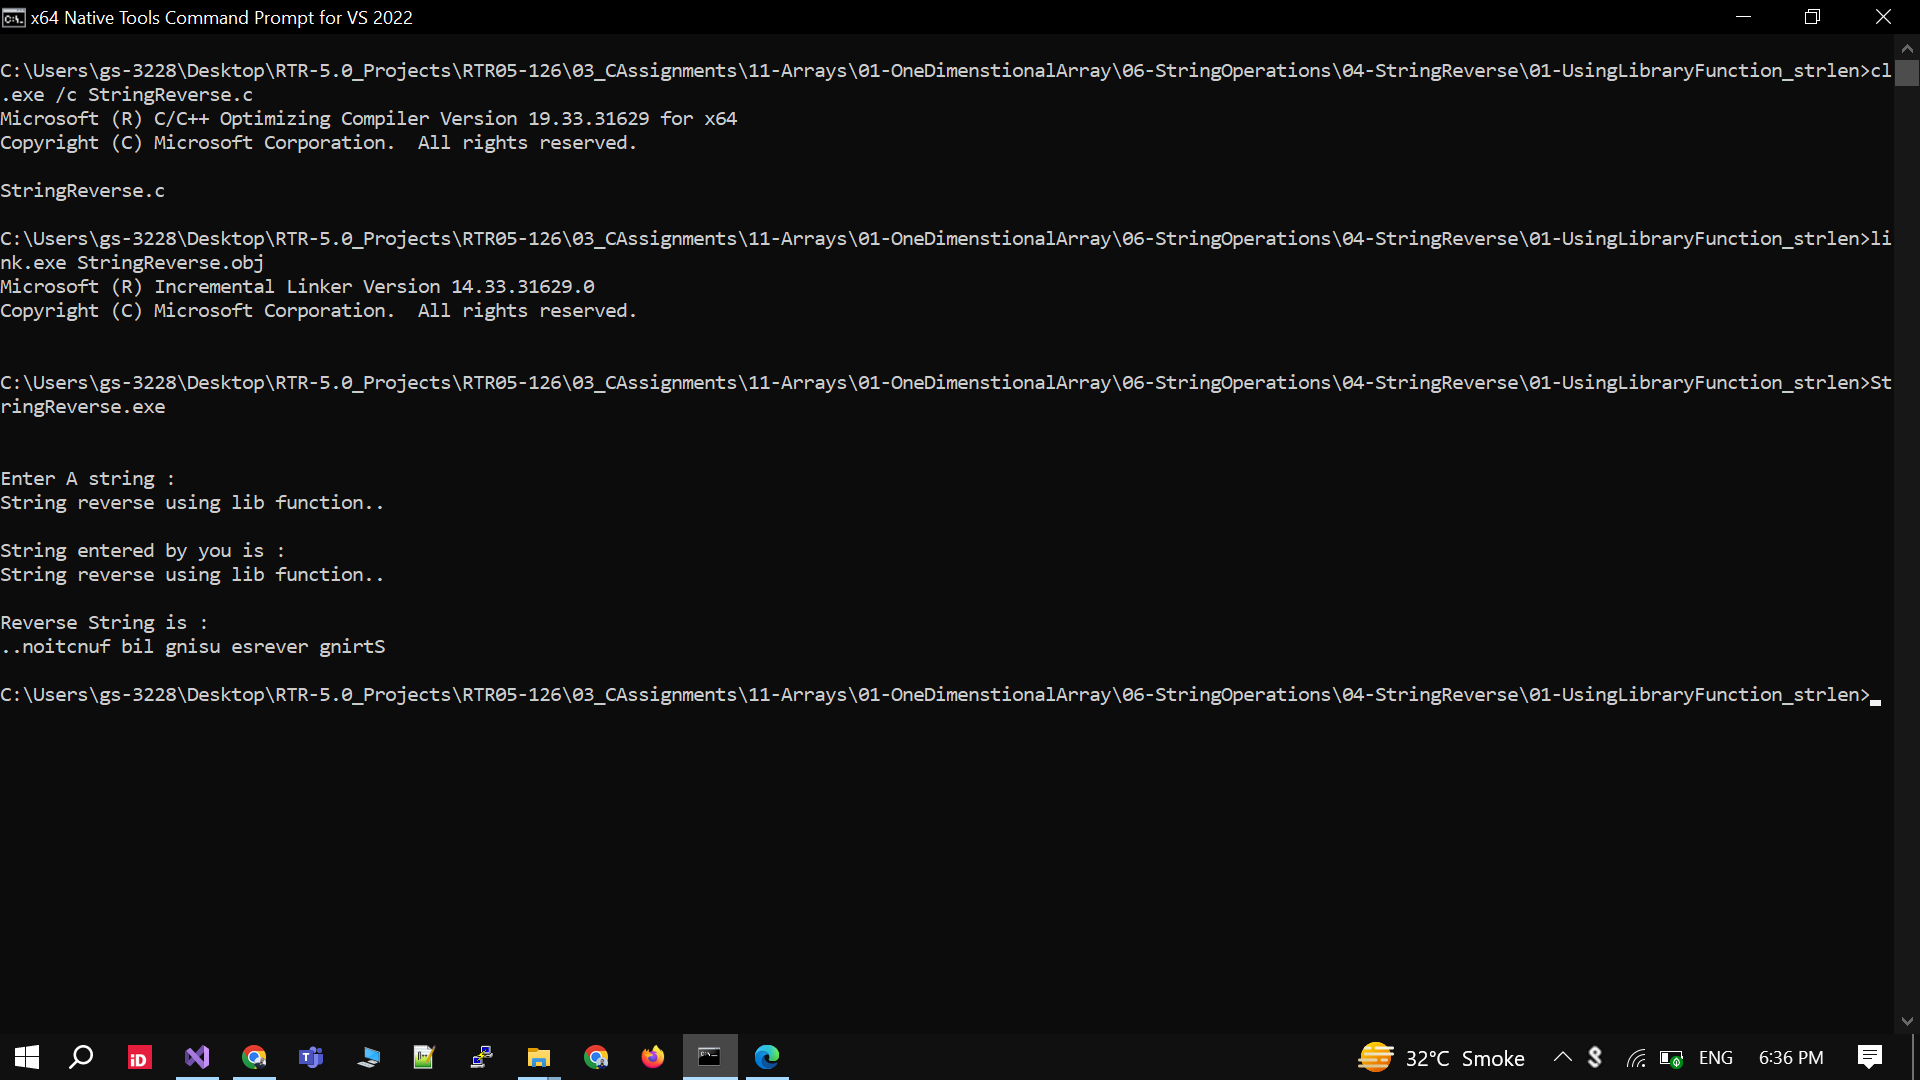 x64 Native Tools Command Prompt for VS 2022
C:\Users\gs-3228\Desktop\RTR-5.0_Projects\RTR05-126\03_CAssignments\11-Arrays\01-OneDimenstionalArray\06-StringOperations\04-StringReverse\01-UsingLibraryFunction_strlen>cl
.exe /c StringReverse.c
Microsoft (R) C/C++ Optimizing Compiler Version 19.33.31629 for x64
Copyright (C) Microsoft Corporation.  All rights reserved.
StringReverse.c
C:\Users\gs-3228\Desktop\RTR-5.0_Projects\RTR05-126\03_CAssignments\11-Arrays\01-OneDimenstionalArray\06-StringOperations\04-StringReverse\01-UsingLibraryFunction_strlen>li
nk.exe StringReverse.obj
Microsoft (R) Incremental Linker Version 14.33.31629.0
Copyright (C) Microsoft Corporation.  All rights reserved.
C:\Users\gs-3228\Desktop\RTR-5.0_Projects\RTR05-126\03_CAssignments\11-Arrays\01-OneDimenstionalArray\06-StringOperations\04-StringReverse\01-UsingLibraryFunction_strlen>St
ringReverse.exe
Enter A string :
String reverse using lib function..
String entered by you is :
String reverse using lib function..
Reverse String is :
..noitcnuf bil gnisu esrever gnirtS
C:\Users\gs-3228\Desktop\RTR-5.0_Projects\RTR05-126\03_CAssignments\11-Arrays\01-OneDimenstionalArray\06-StringOperations\04-StringReverse\01-UsingLibraryFunction_strlen>
iD
32°C Smoke
ENG
6:36 PM